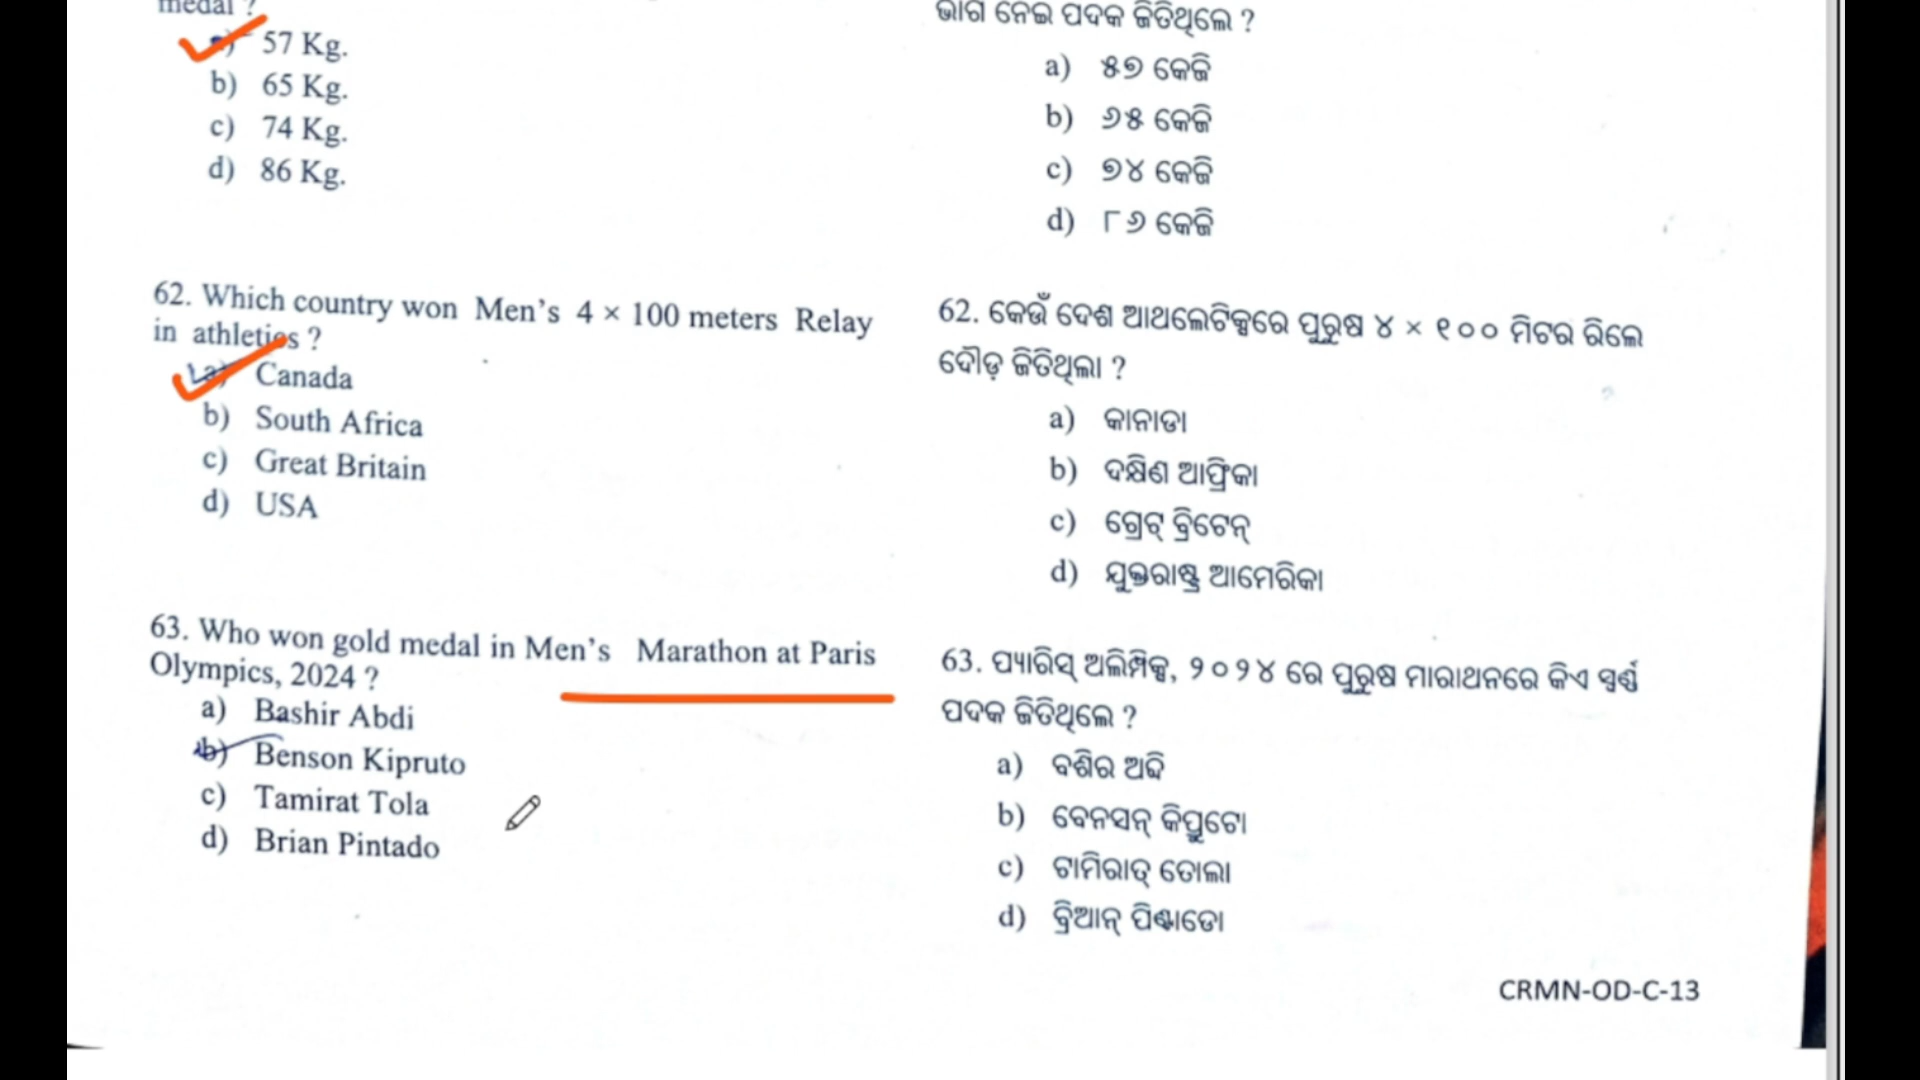 medal ?
a) 57 Kg.
b) 65 Kg.
c) 74 Kg.
d) 86 Kg.
62. Which country won Men's 4 × 100 meters Relay
in athletics ?
a) Canada
b) South Africa
c) Great Britain
d) USA
63. Who won gold medal in Men's Marathon at Paris
Olympics, 2024 ?
a) Bashir Abdi
b) Benson Kipruto
c) Tamirat Tola
d) Brian Pintado
ଭାଗ ନେଇ ପଦକ ଜିତିଥିଲେ ?
a) ୫୭ କେଜି
b) ୬୫ କେଜି
c) ୭୪ କେଜି
d) ୮୬ କେଜି
62. କେଉଁ ଦେଶ ଆଥଲେଟିକ୍ସରେ ପୁରୁଷ ୪ × ୧୦୦ ମିଟର ରିଲେ
ଦୌଡ଼ ଜିତିଥିଲା ?
a) କାନାଡା
b) ଦକ୍ଷିଣ ଆଫ୍ରିକା
c) ଗ୍ରେଟ୍ ବ୍ରିଟେନ୍
d) ଯୁକ୍ତରାଷ୍ଟ୍ର ଆମେରିକା
63. ପ୍ୟାରିସ୍ ଅଲିମ୍ପିକ୍ସ, ୨୦୨୪ ରେ ପୁରୁଷ ମାରାଥନରେ କିଏ ସ୍ୱର୍ଣ୍ଣ
ପଦକ ଜିତିଥିଲେ ?
a) ବଶିର ଅବ୍ଦି
b) ବେନସନ୍ କିପ୍ରୁଟୋ
c) ଟାମିରାତ୍ ତୋଲା
d) ବ୍ରିଆନ୍ ପିଣ୍ଟାଡୋ
CRMN-OD-C-13